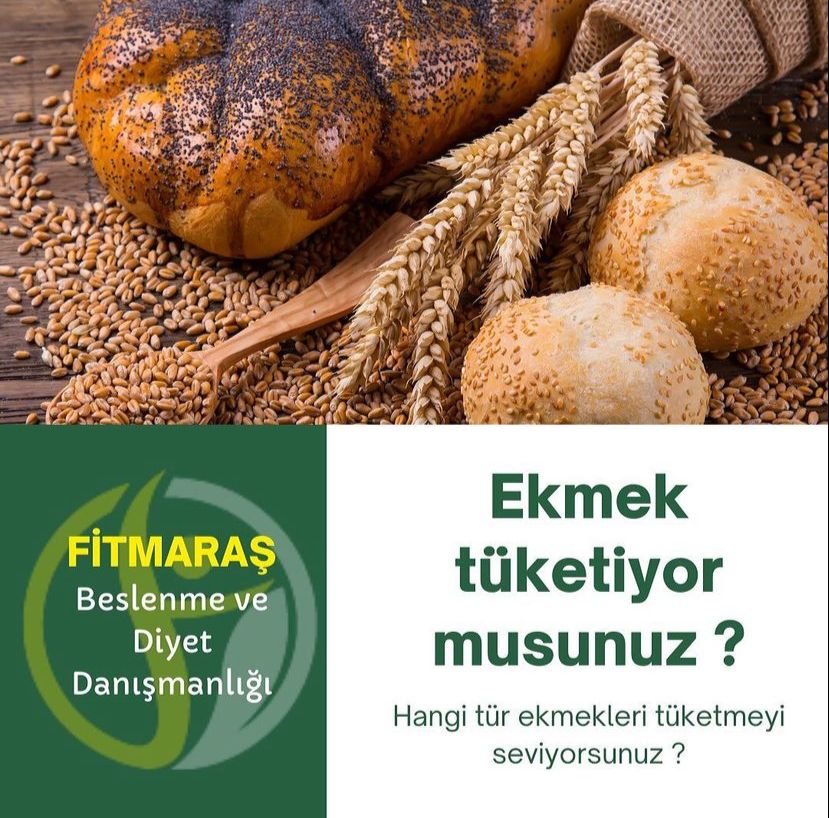 FİTMARAŞ
Beslenme ve
Diyet
Danışmanlığı
Ekmek
tüketiyor
musunuz ?
Hangi tür ekmekleri tüketmeyi
seviyorsunuz ?